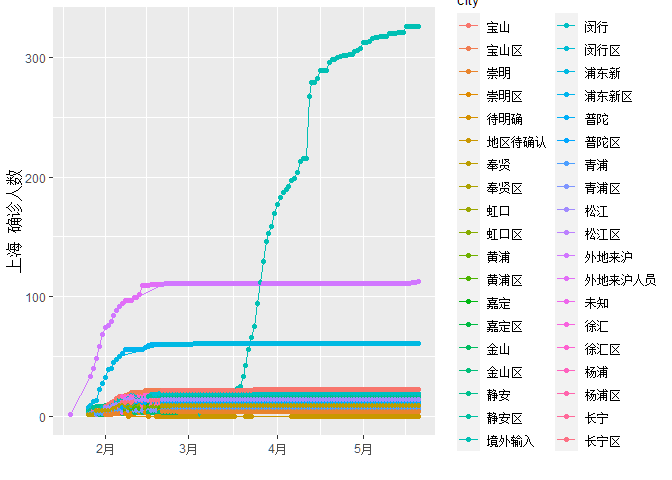 city
300
200
100
0
上海 确诊人数
2月
3月
4月
5月
宝山
宝山区
崇明
崇明区
待明确
地区待确认
奉贤
奉贤区
虹口
虹口区
黄浦
黄浦区
嘉定
嘉定区
金山
金山区
静安
静安区
境外输入
闵行
闵行区
浦东新
浦东新区
普陀
普陀区
青浦
青浦区
松江
松江区
外地来沪
外地来沪人员
未知
徐汇
徐汇区
杨浦
杨浦区
长宁
长宁区